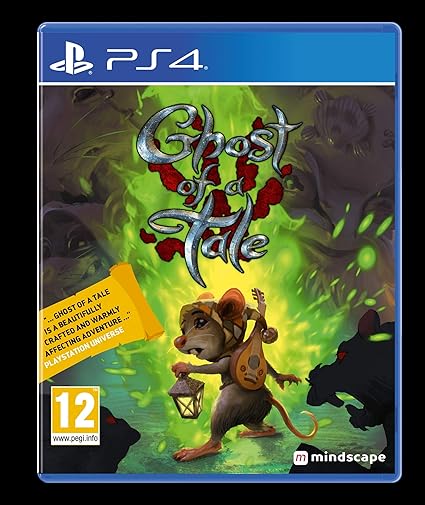 PS4
Ghost
of a
Tale
"... GHOST OF A TALE
IS A BEAUTIFULLY
CRAFTED AND WARMLY
AFFECTING ADVENTURE ..."
PLAYSTATION UNIVERSE
12
www.pegi.info
m mindscape